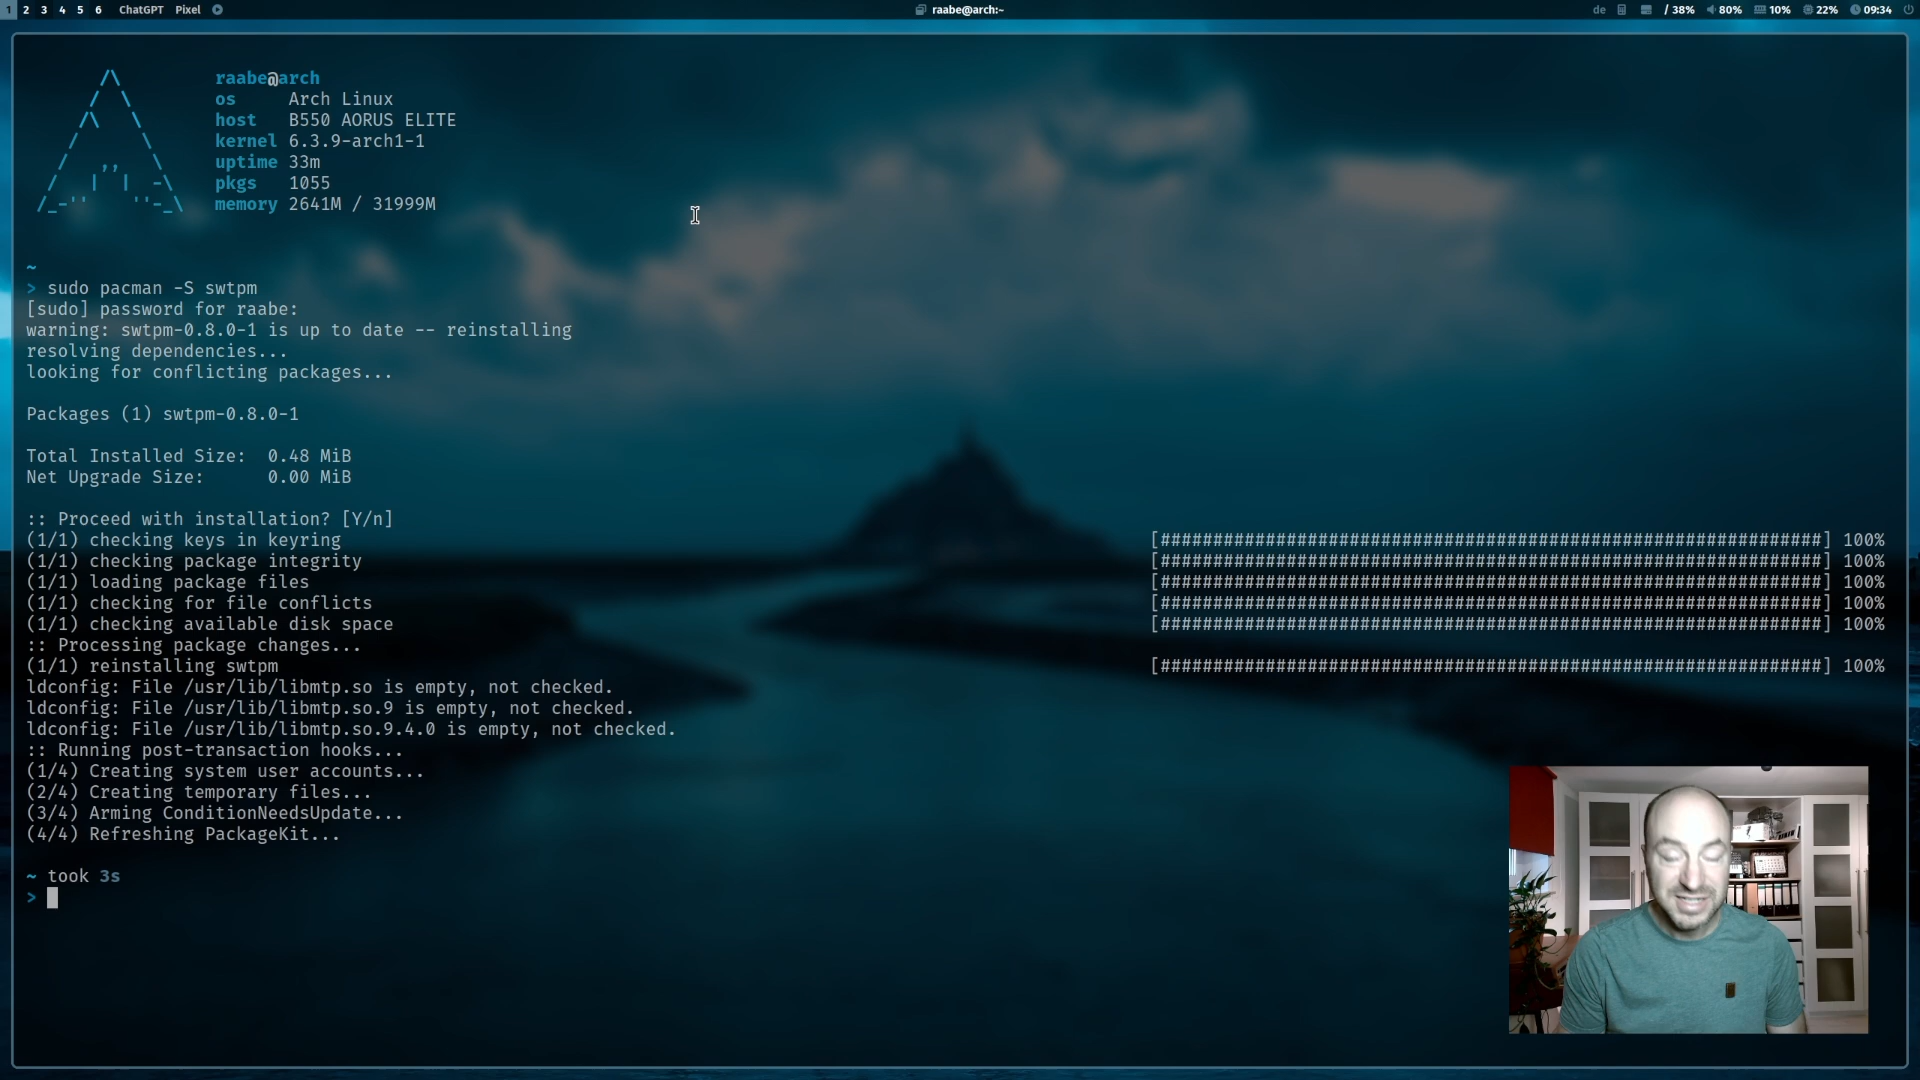 1 2 3 4 5 6 ChatGPT Pixel raabe@arch:~ de / 38% 80% 10% 22% 09:34
raabe@arch
os Arch Linux
host B550 AORUS ELITE
kernel 6.3.9-arch1-1
uptime 33m
pkgs 1055
memory 2641M / 31999M
~
> sudo pacman -S swtpm
[sudo] password for raabe:
warning: swtpm-0.8.0-1 is up to date -- reinstalling
resolving dependencies...
looking for conflicting packages...
Packages (1) swtpm-0.8.0-1
Total Installed Size: 0.48 MiB
Net Upgrade Size: 0.00 MiB
:: Proceed with installation? [Y/n]
(1/1) checking keys in keyring [###############################################################] 100%
(1/1) checking package integrity [###############################################################] 100%
(1/1) loading package files [###############################################################] 100%
(1/1) checking for file conflicts [###############################################################] 100%
(1/1) checking available disk space [###############################################################] 100%
:: Processing package changes...
(1/1) reinstalling swtpm [###############################################################] 100%
ldconfig: File /usr/lib/libmtp.so is empty, not checked.
ldconfig: File /usr/lib/libmtp.so.9 is empty, not checked.
ldconfig: File /usr/lib/libmtp.so.9.4.0 is empty, not checked.
:: Running post-transaction hooks...
(1/4) Creating system user accounts...
(2/4) Creating temporary files...
(3/4) Arming ConditionNeedsUpdate...
(4/4) Refreshing PackageKit...
~ took 3s
>